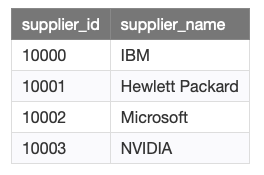 supplier_id supplier_name
10000 IBM
10001 Hewlett Packard
10002 Microsoft
10003 NVIDIA